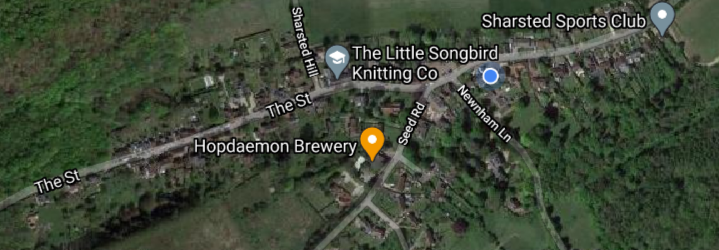 Sharsted Sports Club
Sharsted Hill
The Little Songbird
Knitting Co
The St
Newnham Ln
Seed Rd
Hopdaemon Brewery
The St